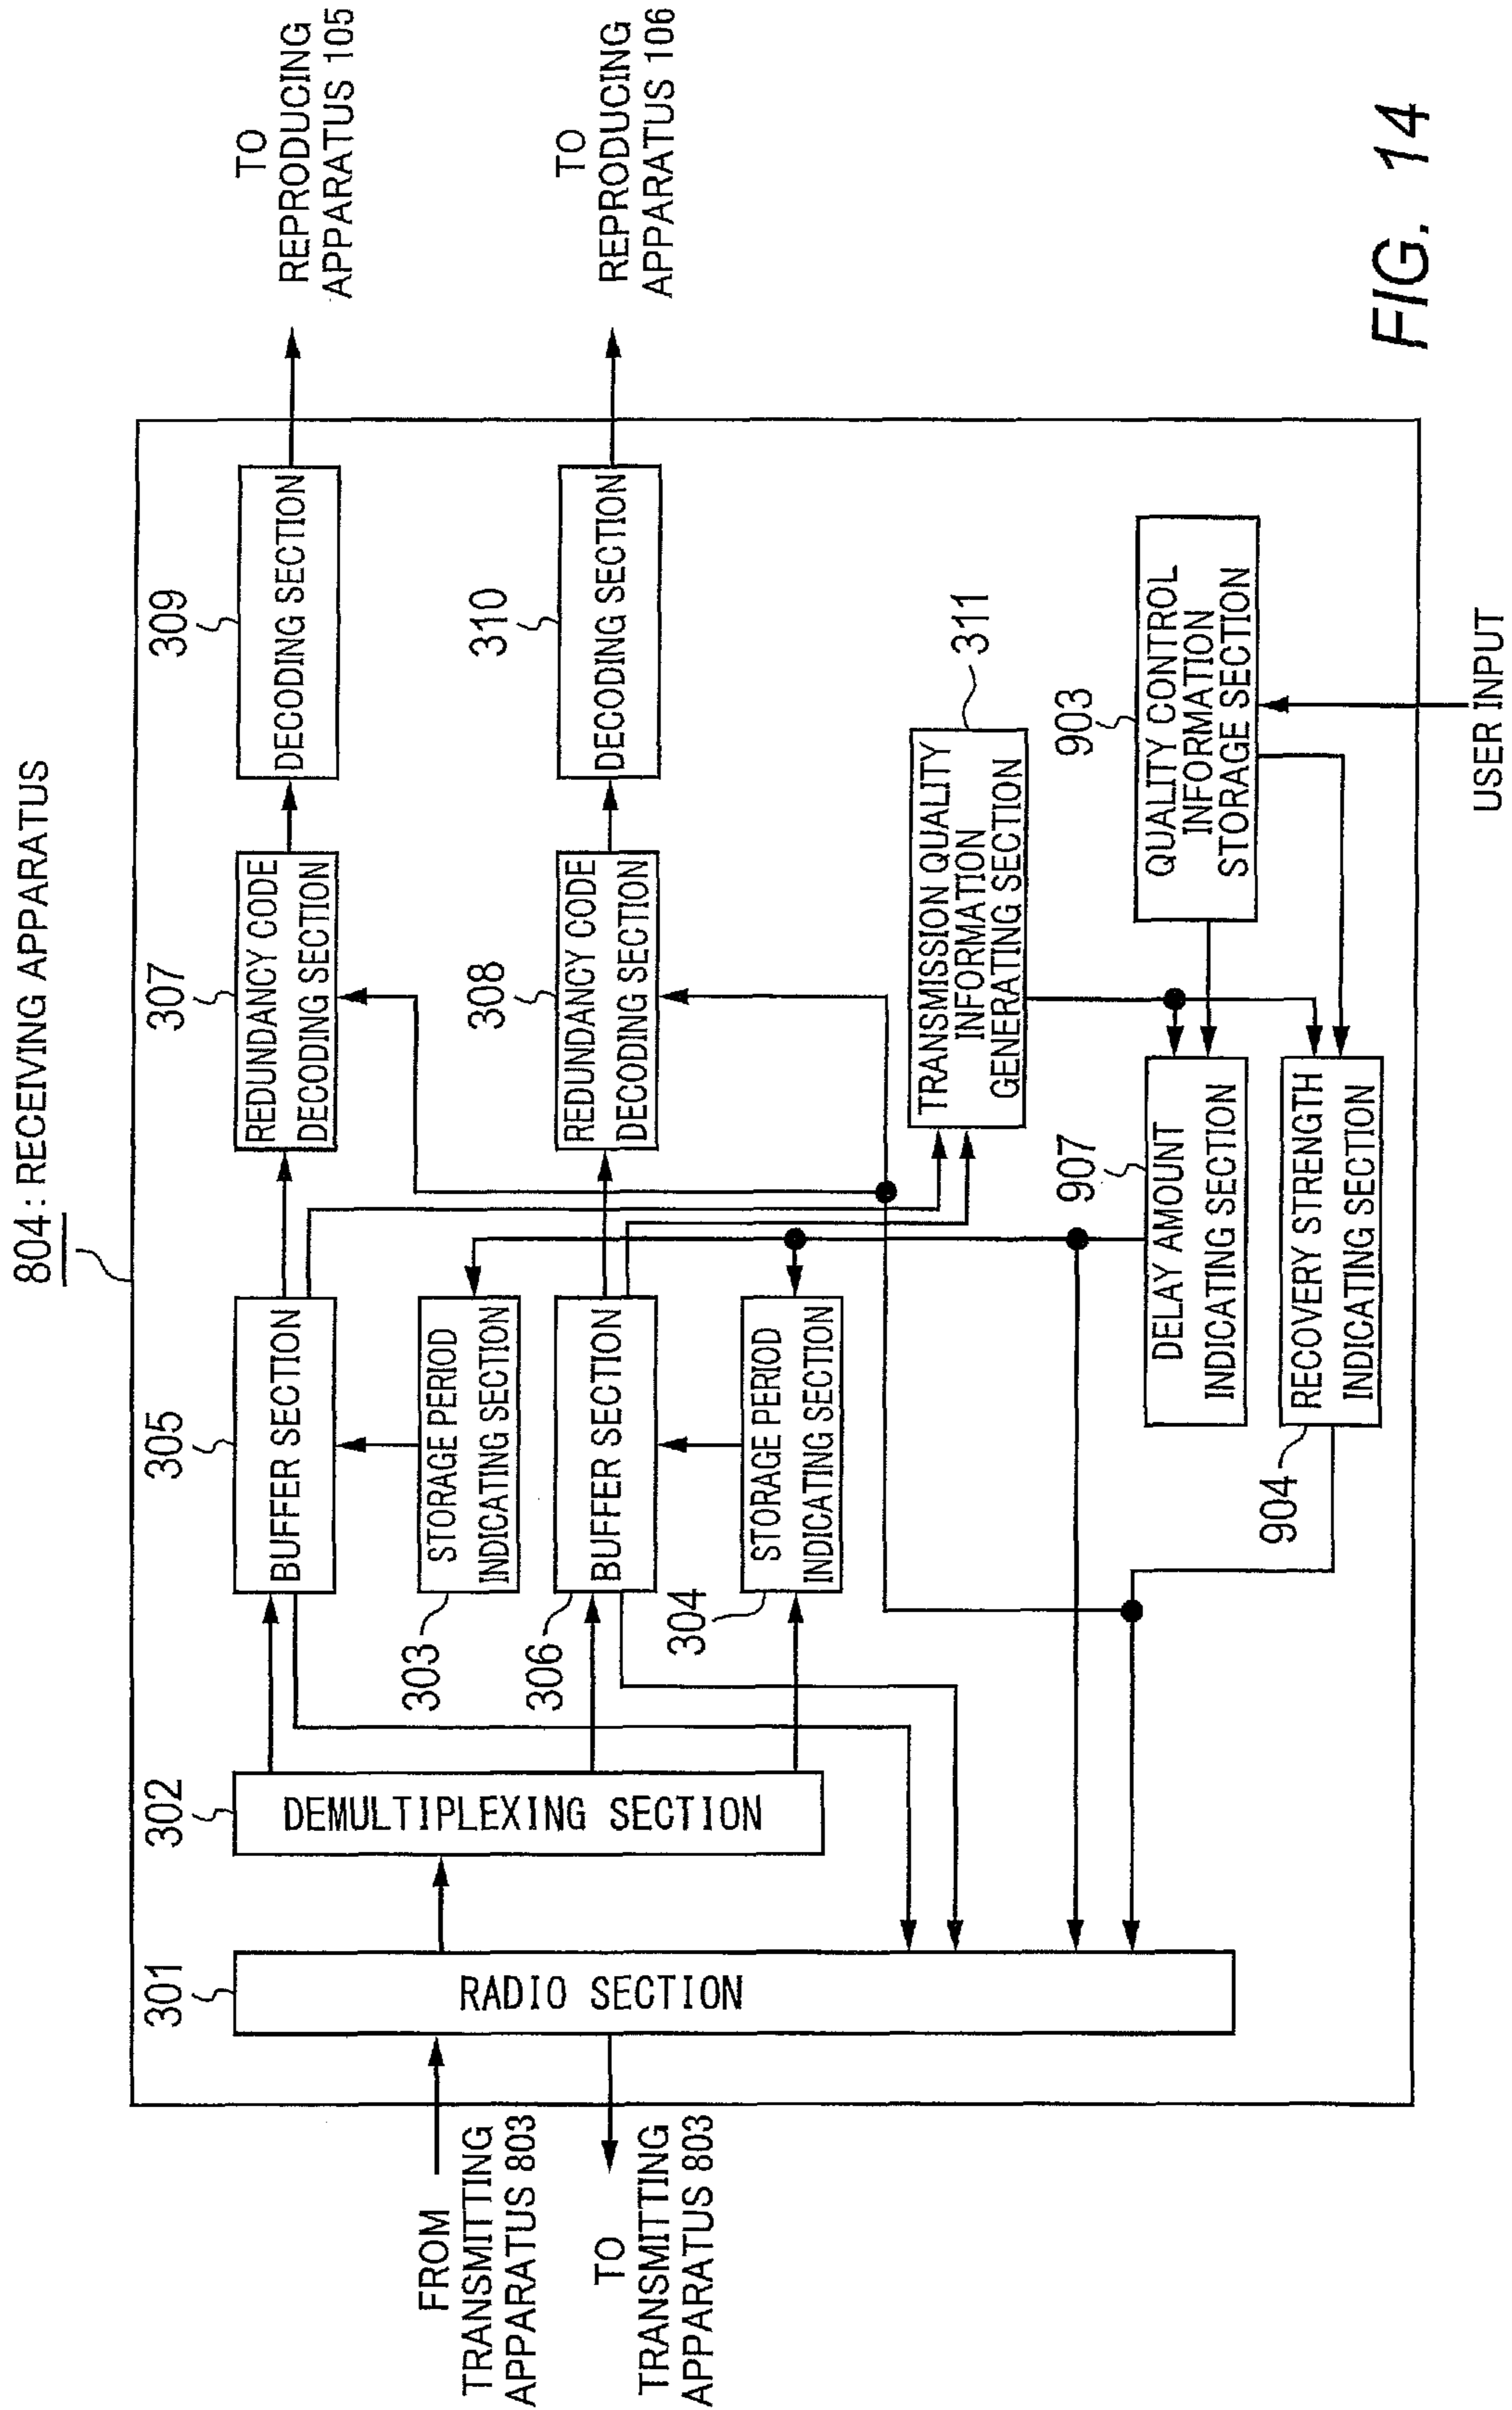 804: RECEIVING APPARATUS
301
RADIO SECTION
FROM
TRANSMITTING
APPARATUS 803
TO
TRANSMITTING
APPARATUS 803
302
DEMULTIPLEXING SECTION
305
BUFFER SECTION
303
STORAGE PERIOD
INDICATING SECTION
306
BUFFER SECTION
304
STORAGE PERIOD
INDICATING SECTION
307
REDUNDANCY CODE
DECODING SECTION
308
REDUNDANCY CODE
DECODING SECTION
309
DECODING SECTION
310
DECODING SECTION
TO
REPRODUCING
APPARATUS 105
TO
REPRODUCING
APPARATUS 106
311
TRANSMISSION QUALITY
INFORMATION
GENERATING SECTION
903
QUALITY CONTROL
INFORMATION
STORAGE SECTION
907
DELAY AMOUNT
INDICATING SECTION
904
RECOVERY STRENGTH
INDICATING SECTION
USER INPUT
FIG. 14